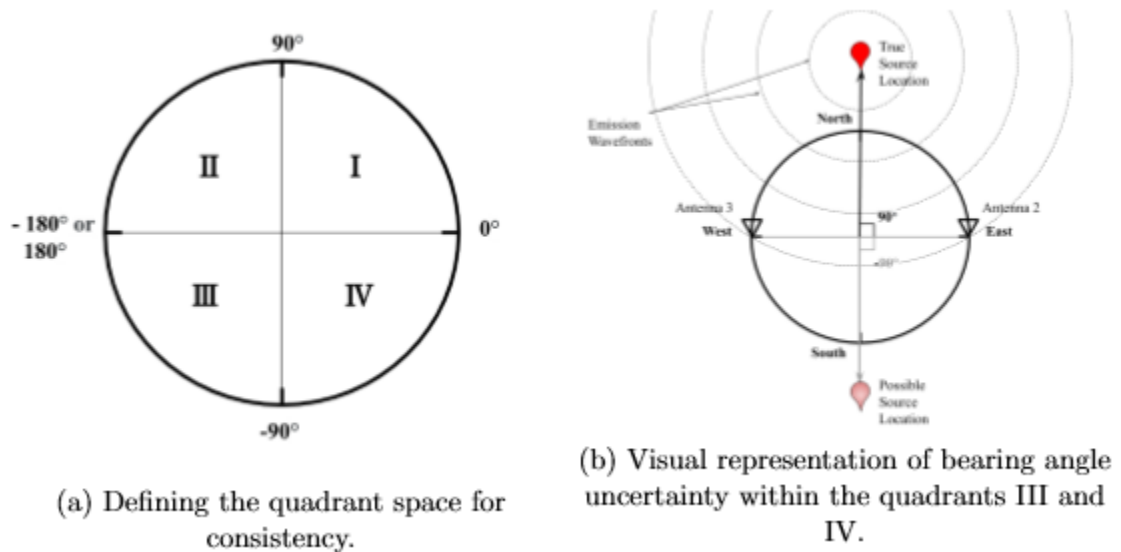 90°
II
I
- 180° or
180°
0°
III
IV
-90°
(a) Defining the quadrant space for
consistency.
True
Source
Location
Emission
Wavefronts
North
Antenna 3
Antenna 2
90°
West
East
-90°
South
Possible
Source
Location
(b) Visual representation of bearing angle
uncertainty within the quadrants III and
IV.